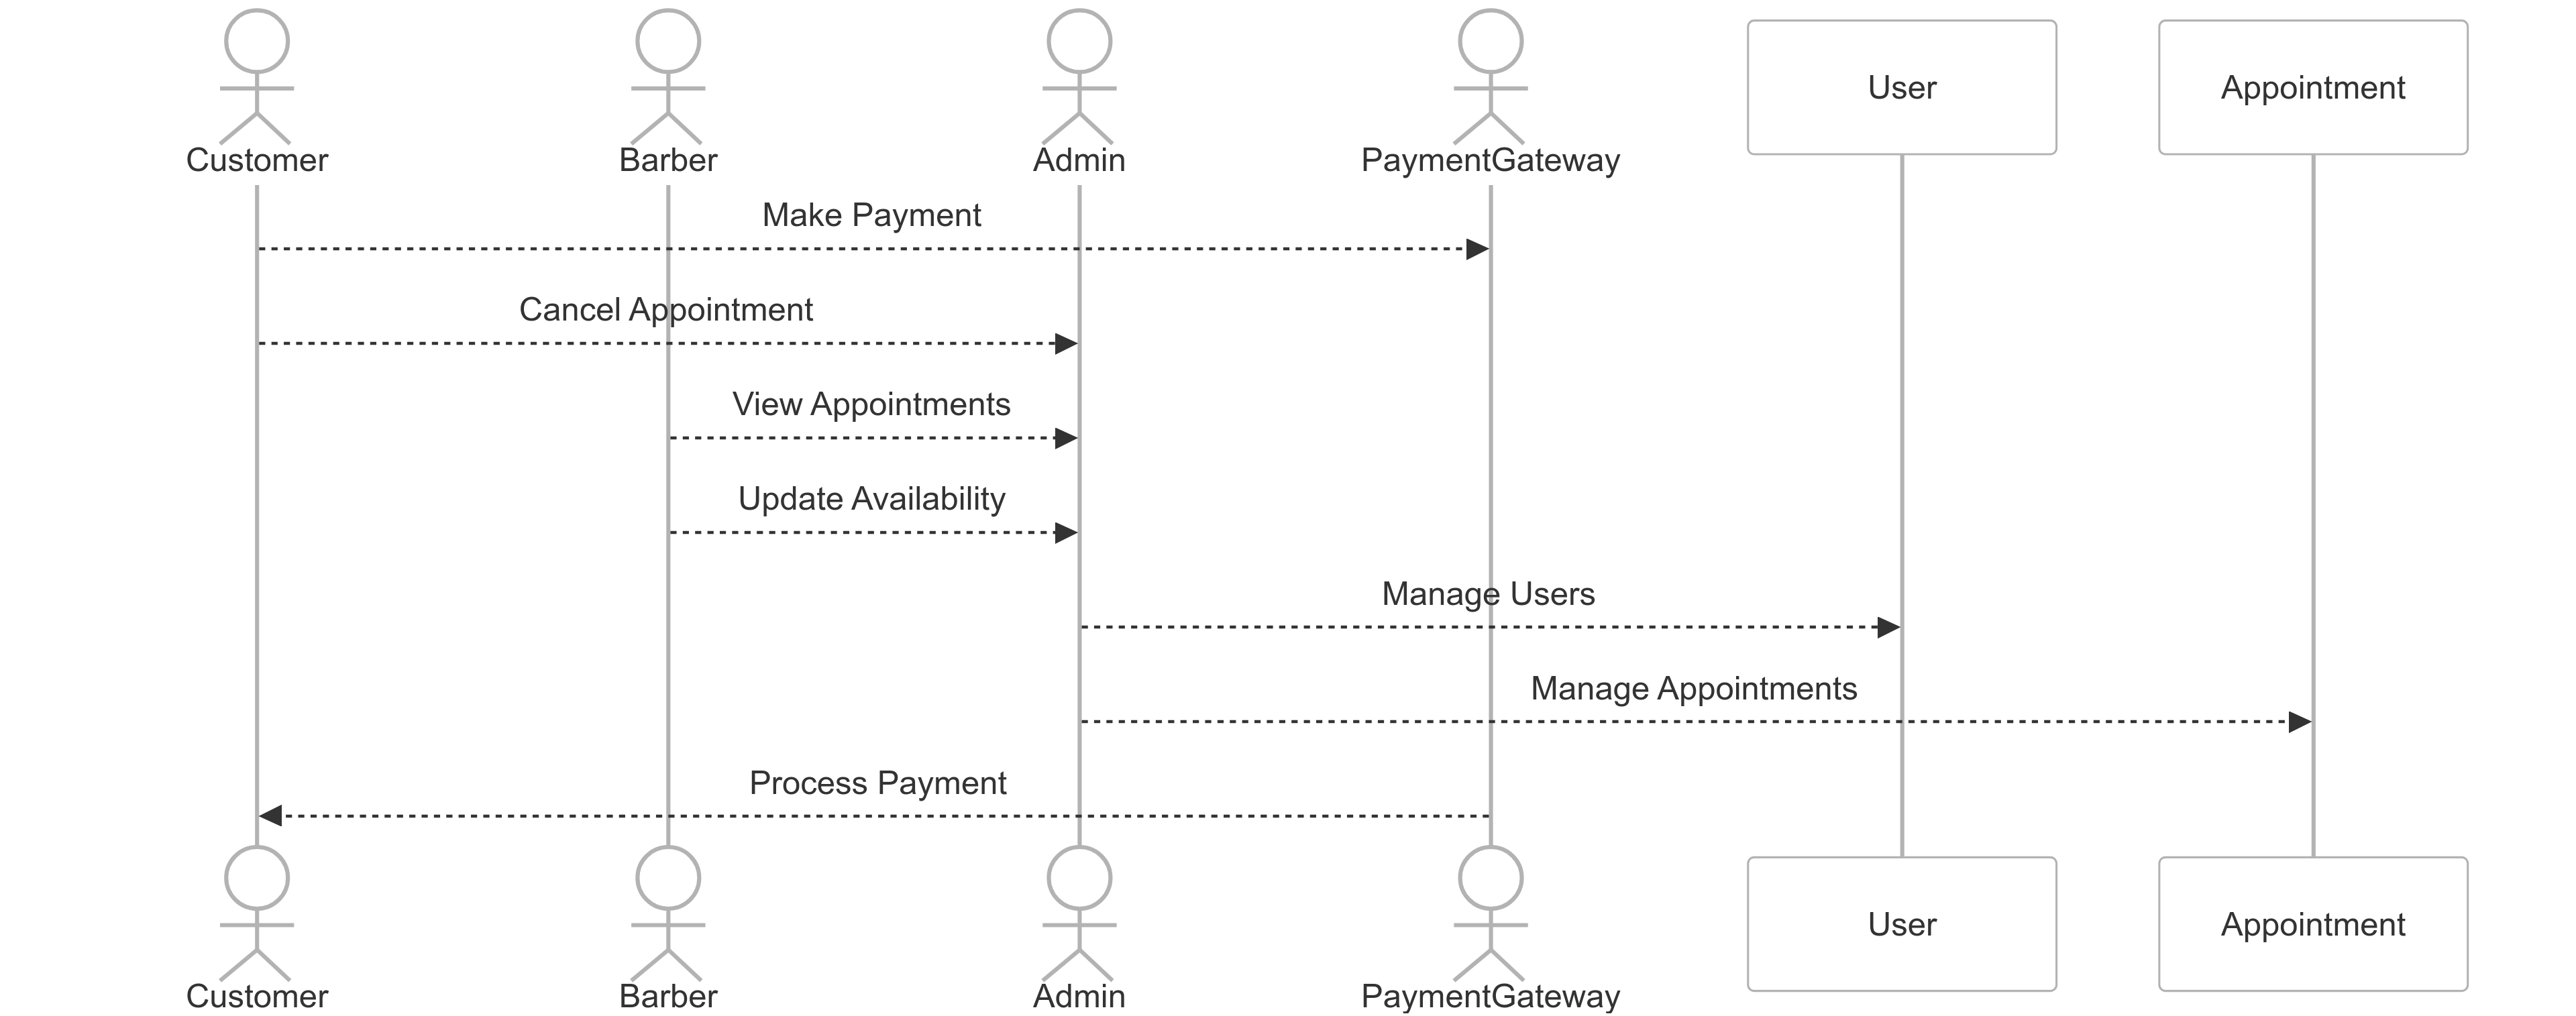 Customer
Barber
Admin
PaymentGateway
User
Appointment
Make Payment
Cancel Appointment
View Appointments
Update Availability
Manage Users
Manage Appointments
Process Payment
Customer
Barber
Admin
PaymentGateway
User
Appointment